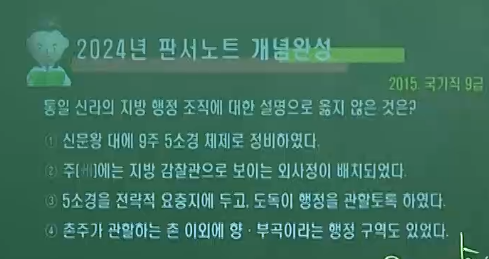 2024년 판서노트 개념완성
2015. 국가직 9급
통일 신라의 지방 행정 조직에 대한 설명으로 옳지 않은 것은?
① 신문왕 대에 9주 5소경 체제로 정비하였다.
② 주(州)에는 지방 감찰관으로 보이는 외사정이 배치되었다.
③ 5소경을 전략적 요충지에 두고, 도독이 행정을 관할토록 하였다.
④ 촌주가 관할하는 촌 이외에 향·부곡이라는 행정 구역도 있었다.